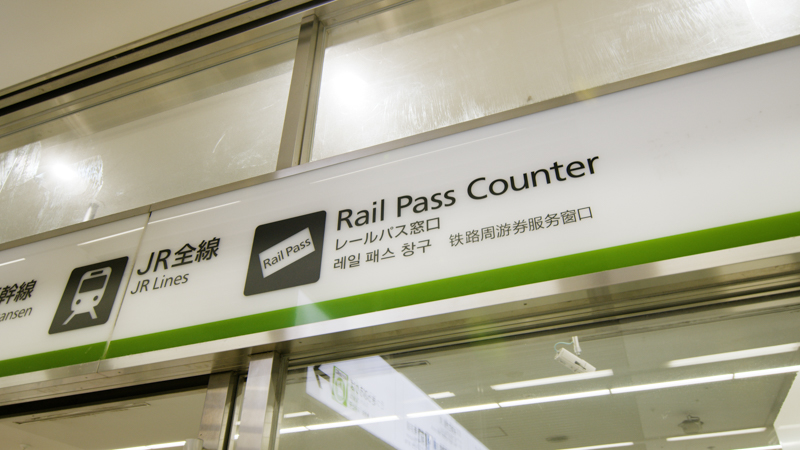 幹線
ansen
JR全線
JR Lines
Rail Pass
Rail Pass Counter
レールパス窓口
레일 패스 창구 铁路周游券服务窗口